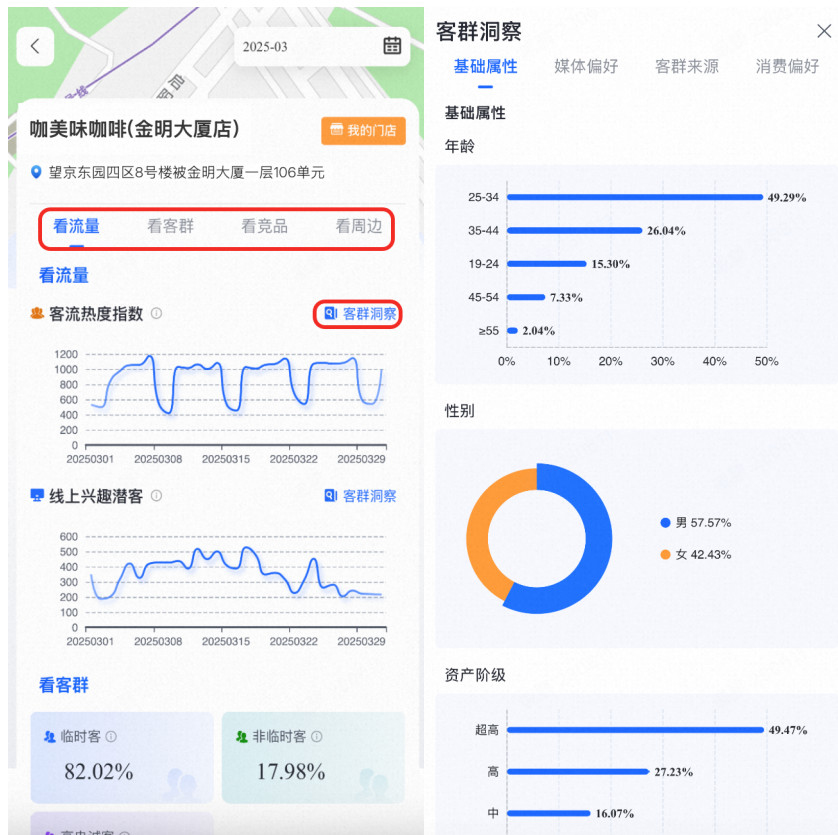 2025-03
咖美味咖啡(金明大厦店)
我的门店
望京东园四区8号楼被金明大厦一层106单元
看流量 看客群 看竞品 看周边
看流量
客流热度指数
客群洞察
1200
1000
800
600
400
200
0
20250301 20250308 20250315 20250322 20250329
线上兴趣潜客
客群洞察
600
500
400
300
200
100
0
20250301 20250308 20250315 20250322 20250329
看客群
临时客
82.02%
非临时客
17.98%
客群洞察
基础属性 媒体偏好 客群来源 消费偏好
基础属性
年龄
25-34 49.29%
35-44 26.04%
19-24 15.30%
45-54 7.33%
≥55 2.04%
0% 10% 20% 30% 40% 50%
性别
男 57.57%
女 42.43%
资产阶级
超高 49.47%
高 27.23%
中 16.07%